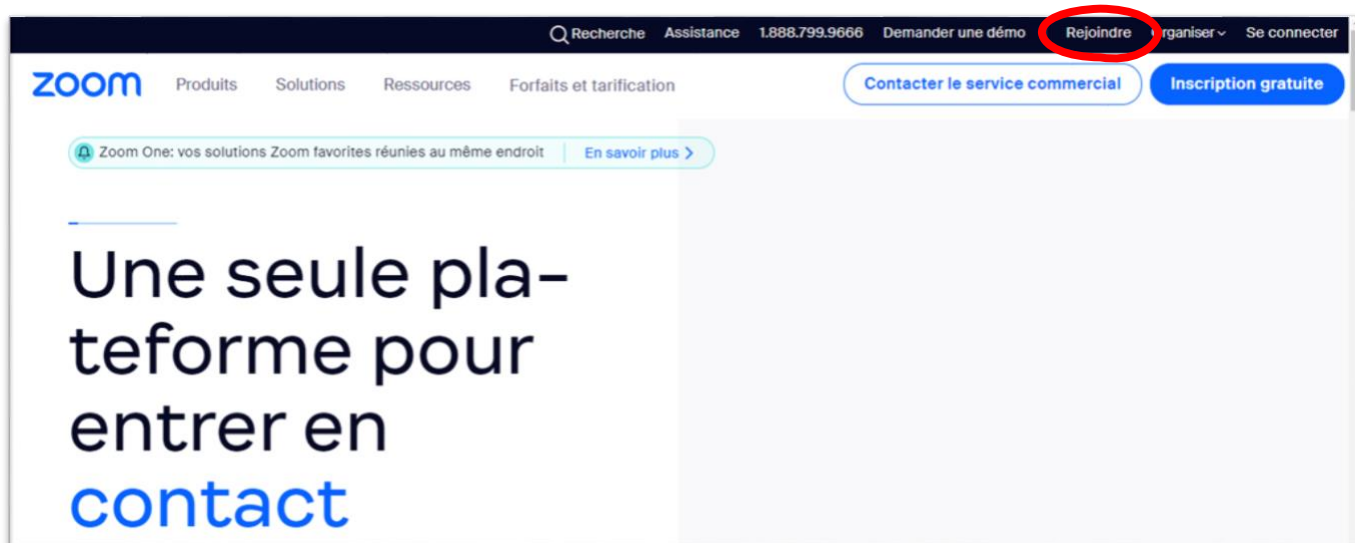 Recherche Assistance 1.888.799.9666 Demander une démo Rejoindre rganiser Se connecter
zoom Produits Solutions Ressources Forfaits et tarification Contacter le service commercial Inscription gratuite
Zoom One: vos solutions Zoom favorites réunies au même endroit En savoir plus >
Une seule pla-
teforme pour
entrer en
contact